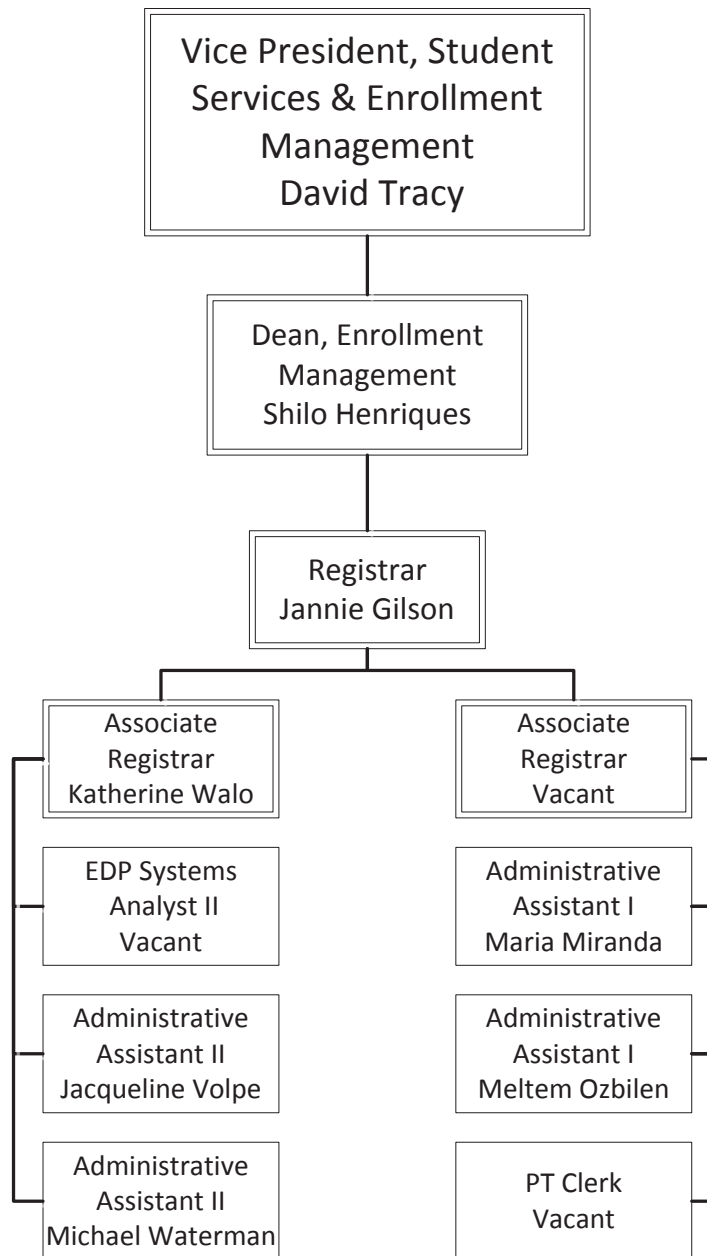 Vice President, Student
Services & Enrollment
Management
David Tracy
Dean, Enrollment
Management
Shilo Henriques
Registrar
Jannie Gilson
Associate
Registrar
Katherine Walo
Associate
Registrar
Vacant
EDP Systems
Analyst II
Vacant
Administrative
Assistant I
Maria Miranda
Administrative
Assistant II
Jacqueline Volpe
Administrative
Assistant I
Meltem Ozbilen
Administrative
Assistant II
Michael Waterman
PT Clerk
Vacant